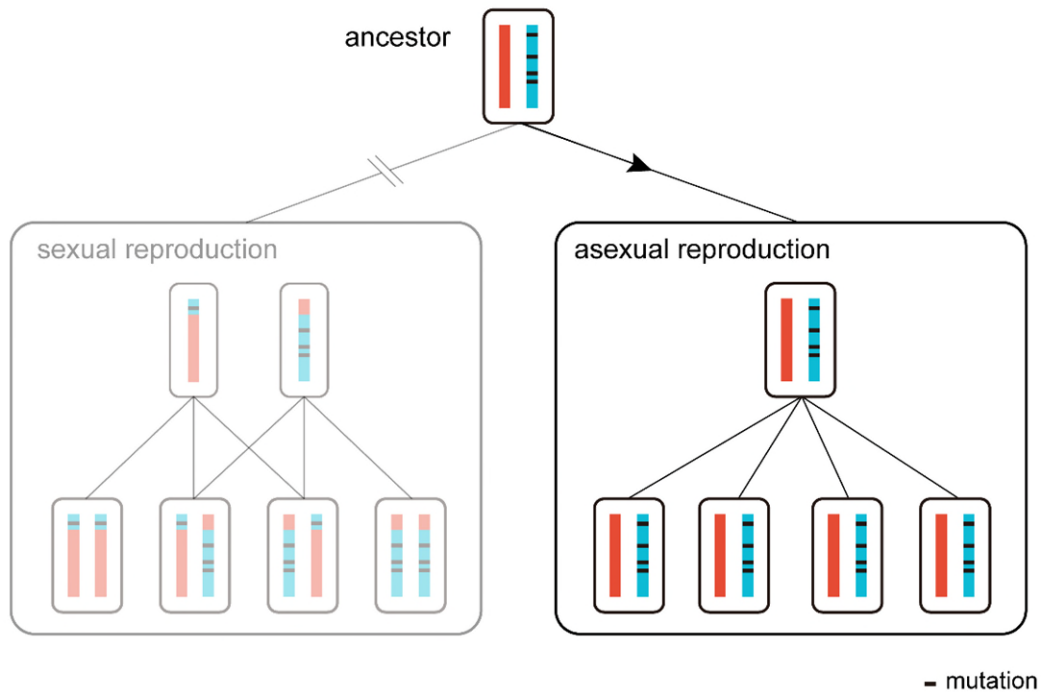 ancestor
sexual reproduction
asexual reproduction
mutation